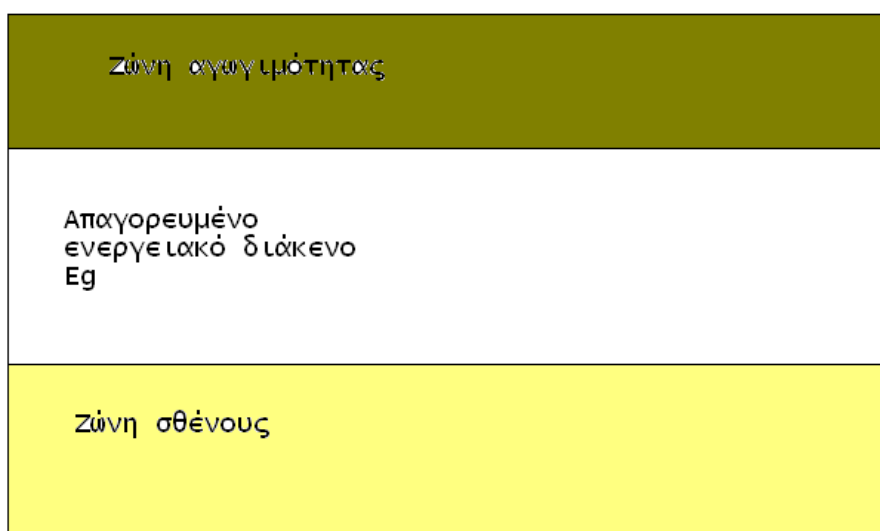 Ζώνη αγωγιμότητας
Απαγορευμένο
ενεργειακό διάκενο
Eg
Ζώνη σθένους